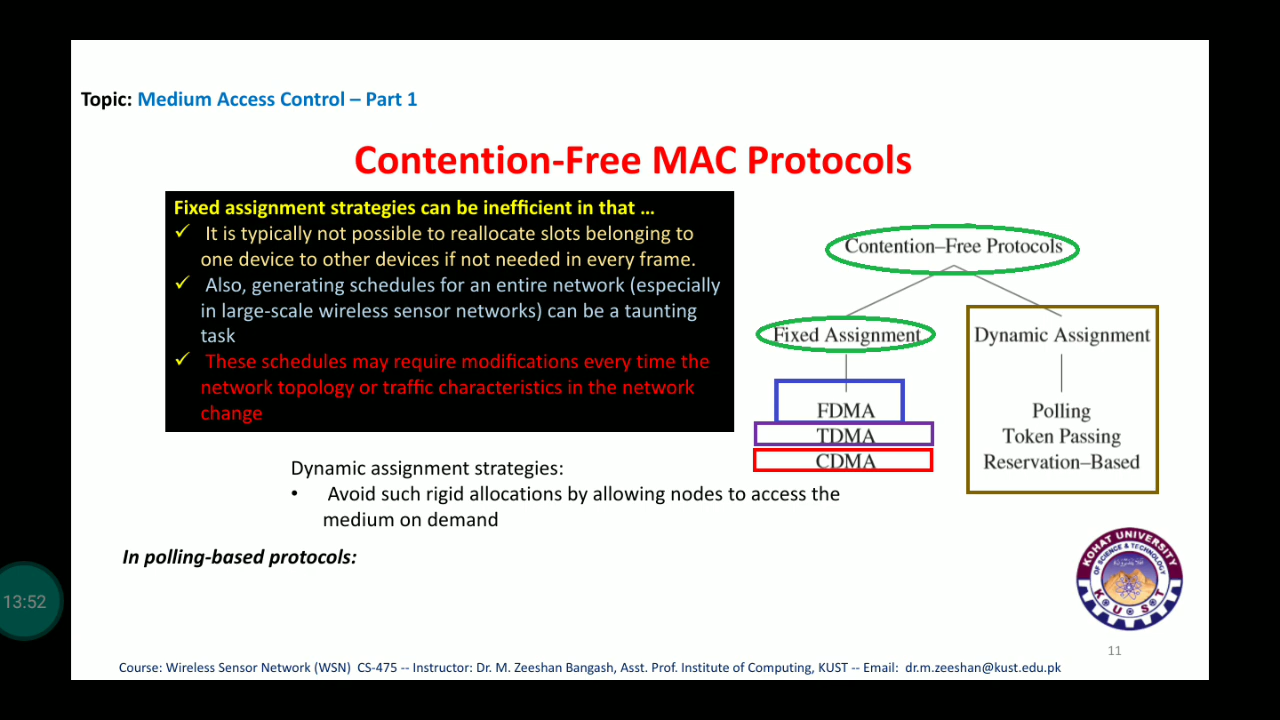 Topic: Medium Access Control – Part 1
Contention-Free MAC Protocols
Fixed assignment strategies can be inefficient in that ...
✓ It is typically not possible to reallocate slots belonging to
one device to other devices if not needed in every frame.
✓ Also, generating schedules for an entire network (especially
in large-scale wireless sensor networks) can be a taunting
task
✓ These schedules may require modifications every time the
network topology or traffic characteristics in the network
change
Contention–Free Protocols
Fixed Assignment
Dynamic Assignment
FDMA
TDMA
CDMA
Polling
Token Passing
Reservation–Based
Dynamic assignment strategies:
• Avoid such rigid allocations by allowing nodes to access the
medium on demand
In polling-based protocols:
KOHAT UNIVERSITY
OF SCIENCE & TECHNOLOGY
K U S T
13:52
11
Course: Wireless Sensor Network (WSN) CS-475 -- Instructor: Dr. M. Zeeshan Bangash, Asst. Prof. Institute of Computing, KUST -- Email: dr.m.zeeshan@kust.edu.pk